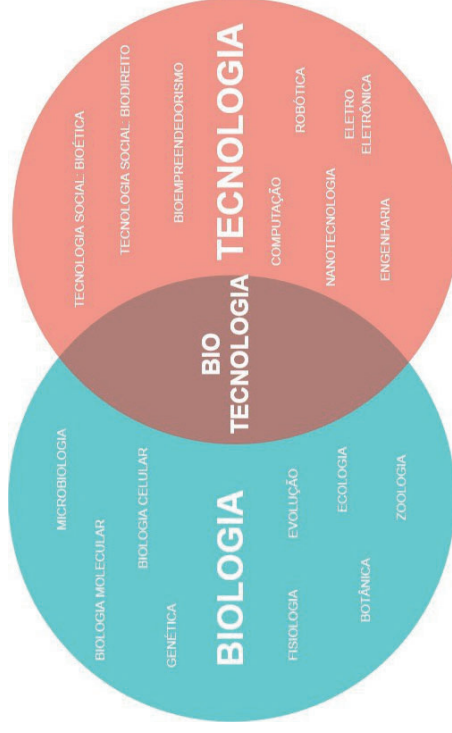 MICROBIOLOGIA
BIOLOGIA MOLECULAR
BIOLOGIA CELULAR
GENÉTICA
BIOLOGIA
FISIOLOGIA
EVOLUÇÃO
ECOLOGIA
BOTÂNICA
ZOOLOGIA
BIO
TECNOLOGIA
TECNOLOGIA SOCIAL: BIOÉTICA
TECNOLOGIA SOCIAL: BIODIREITO
BIOEMPREENDEDORISMO
TECNOLOGIA
COMPUTAÇÃO
ROBÓTICA
NANOTECNOLOGIA
ELETRO
ELETRÔNICA
ENGENHARIA